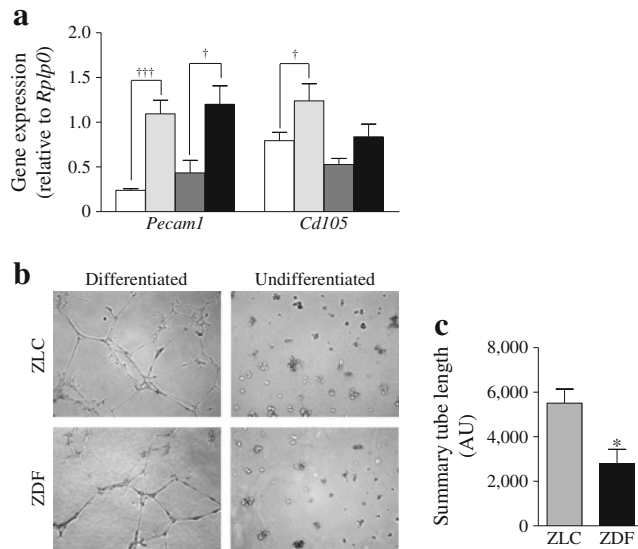 a
Gene expression
(relative to Rplp0)
2.0
1.5
1.0
0.5
0
†††
†
†
Pecam1
Cd105
b
Differentiated
Undifferentiated
ZLC
ZDF
c
Summary tube length
(AU)
8,000
6,000
4,000
2,000
0
*
ZLC
ZDF